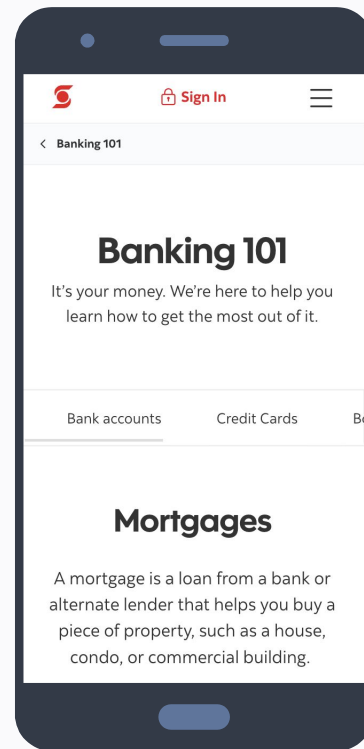 Sign In
Banking 101
Banking 101
It's your money. We're here to help you
learn how to get the most out of it.
Bank accounts Credit Cards
Mortgages
A mortgage is a loan from a bank or
alternate lender that helps you buy a
piece of property, such as a house,
condo, or commercial building.